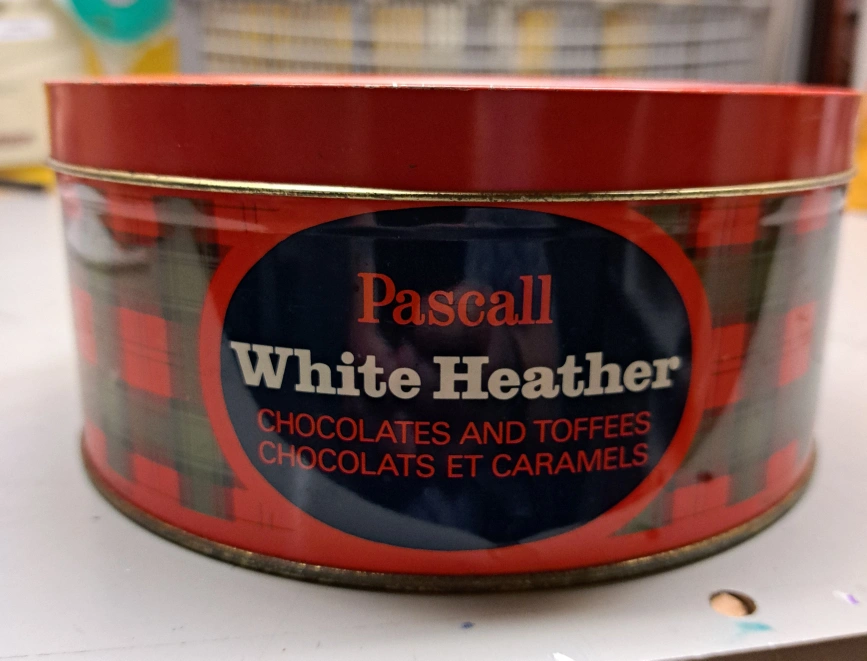 Pascall
White Heather
CHOCOLATES AND TOFFEES
CHOCOLATS ET CARAMELS